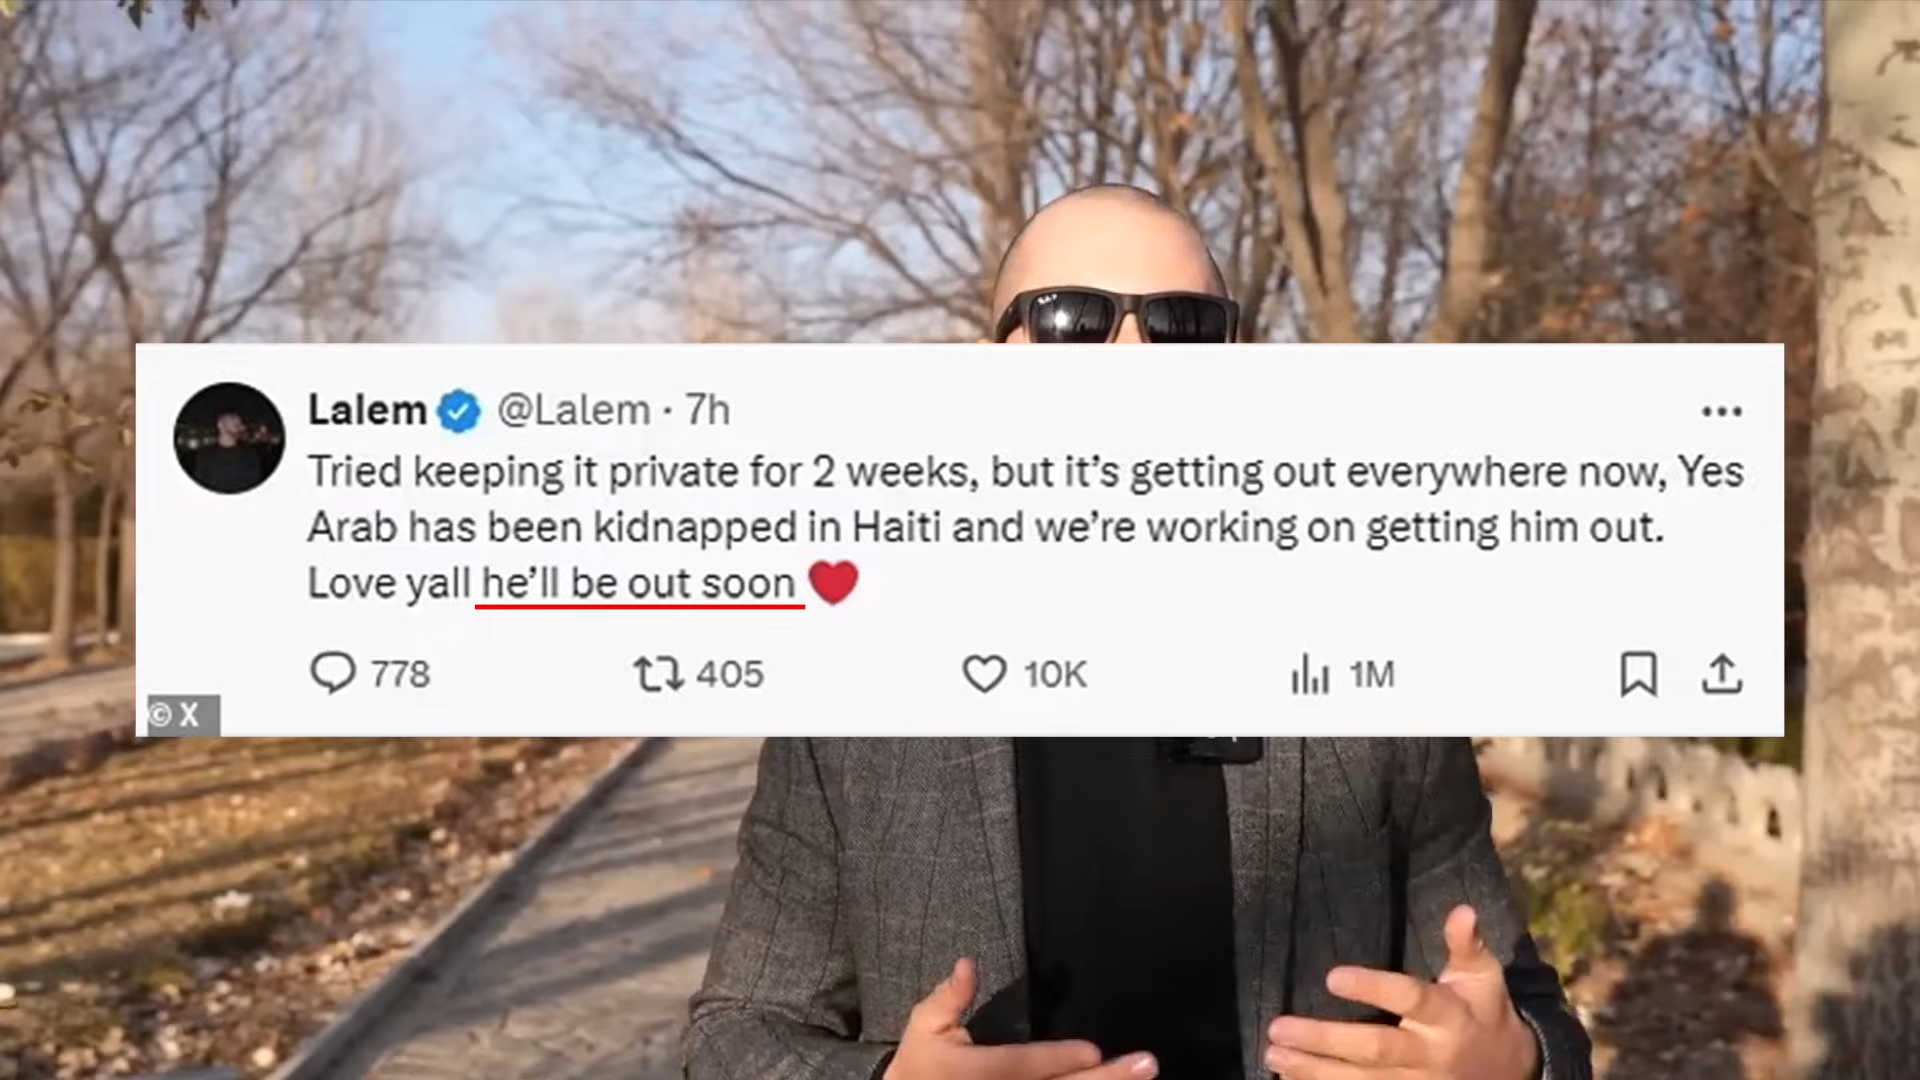 Lalem @Lalem · 7h
Tried keeping it private for 2 weeks, but it’s getting out everywhere now, Yes
Arab has been kidnapped in Haiti and we’re working on getting him out.
Love yall he’ll be out soon ❤️
778 405 10K 1M
© X